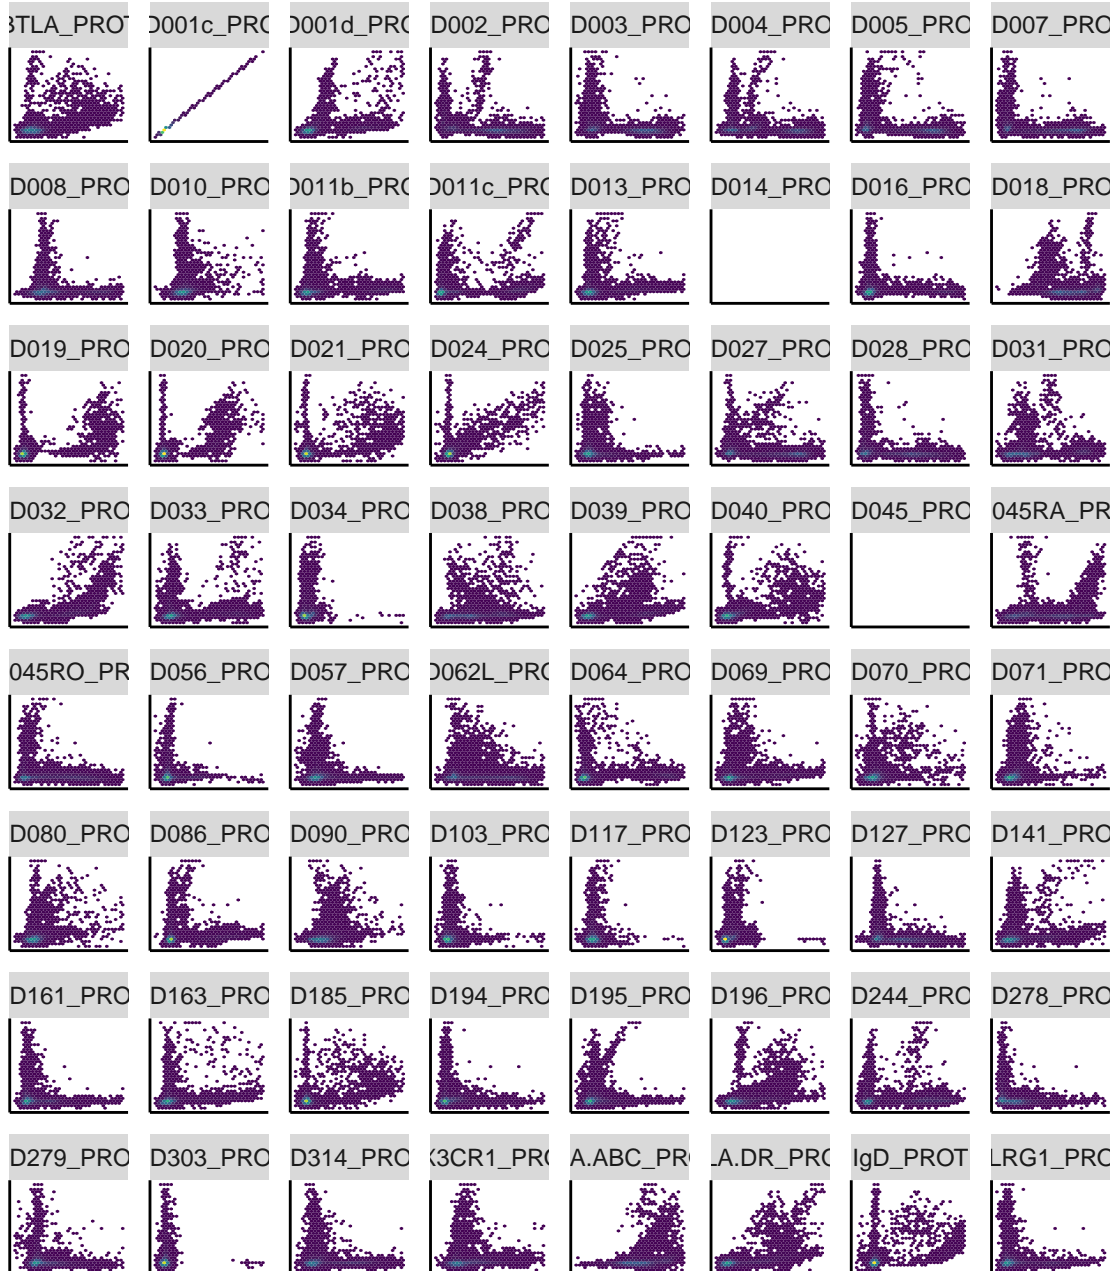 BTLA_PROT D001c_PRO D001d_PRO D002_PRO D003_PRO D004_PRO D005_PRO D007_PRO
D008_PRO D010_PRO D011b_PRO D011c_PRO D013_PRO D014_PRO D016_PRO D018_PRO
D019_PRO D020_PRO D021_PRO D024_PRO D025_PRO D027_PRO D028_PRO D031_PRO
D032_PRO D033_PRO D034_PRO D038_PRO D039_PRO D040_PRO D045_PRO 045RA_PR
045RO_PR D056_PRO D057_PRO D062L_PRO D064_PRO D069_PRO D070_PRO D071_PRO
D080_PRO D086_PRO D090_PRO D103_PRO D117_PRO D123_PRO D127_PRO D141_PRO
D161_PRO D163_PRO D185_PRO D194_PRO D195_PRO D196_PRO D244_PRO D278_PRO
D279_PRO D303_PRO D314_PRO X3CR1_PRO A.ABC_PR LA.DR_PRO IgD_PROT LRG1_PRO